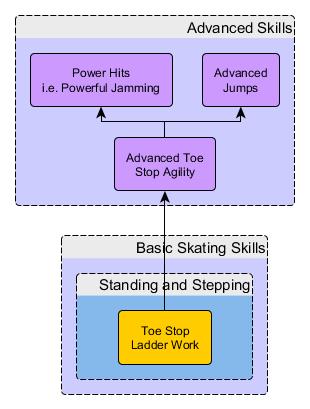 Advanced Skills
Power Hits
i.e. Powerful Jamming
Advanced
Jumps
Advanced Toe
Stop Agility
Basic Skating Skills
Standing and Stepping
Toe Stop
Ladder Work